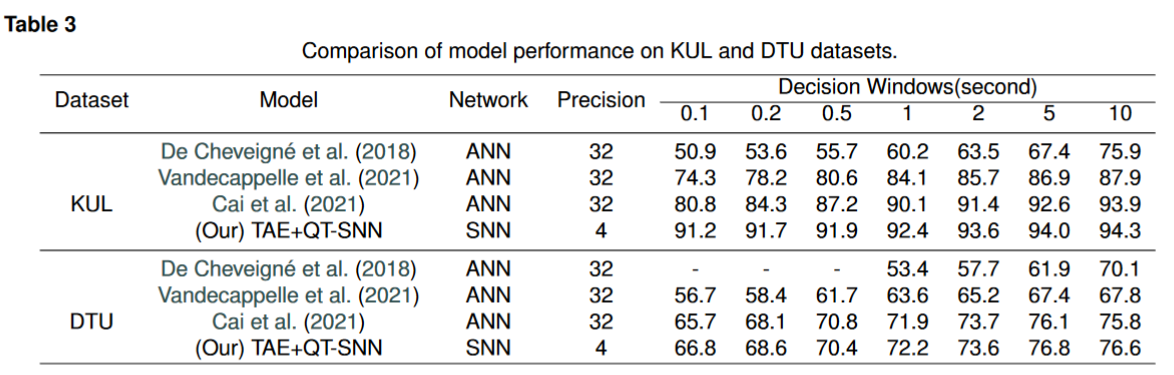 Table 3
Comparison of model performance on KUL and DTU datasets.
Dataset Model Network Precision Decision Windows(second)
0.1 0.2 0.5 1 2 5 10
De Cheveigné et al. (2018) ANN 32 50.9 53.6 55.7 60.2 63.5 67.4 75.9
Vandecappelle et al. (2021) ANN 32 74.3 78.2 80.6 84.1 85.7 86.9 87.9
KUL Cai et al. (2021) ANN 32 80.8 84.3 87.2 90.1 91.4 92.6 93.9
(Our) TAE+QT-SNN SNN 4 91.2 91.7 91.9 92.4 93.6 94.0 94.3
De Cheveigné et al. (2018) ANN 32 - - - 53.4 57.7 61.9 70.1
Vandecappelle et al. (2021) ANN 32 56.7 58.4 61.7 63.6 65.2 67.4 67.8
DTU Cai et al. (2021) ANN 32 65.7 68.1 70.8 71.9 73.7 76.1 75.8
(Our) TAE+QT-SNN SNN 4 66.8 68.6 70.4 72.2 73.6 76.8 76.6